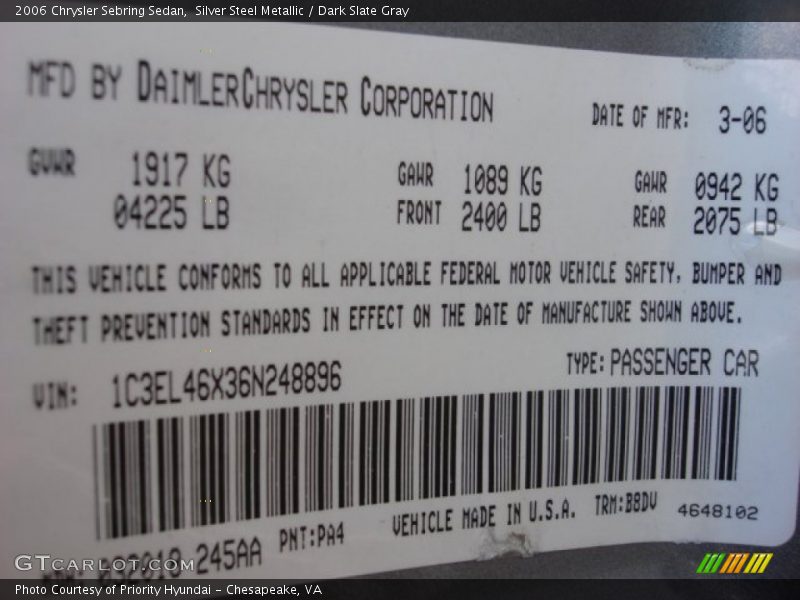 2006 Chrysler Sebring Sedan,  Silver Steel Metallic / Dark Slate Gray
MFD BY DAIMLERCHRYSLER CORPORATION
DATE OF MFR: 3-06
GVWR 1917 KG GAWR 1089 KG GAWR 0942 KG
04225 LB FRONT 2400 LB REAR 2075 LB
THIS VEHICLE CONFORMS TO ALL APPLICABLE FEDERAL MOTOR VEHICLE SAFETY, BUMPER AND
THEFT PREVENTION STANDARDS IN EFFECT ON THE DATE OF MANUFACTURE SHOWN ABOVE.
VIN: 1C3EL46X36N248896 TYPE: PASSENGER CAR
245AA PNT:PA4 VEHICLE MADE IN U.S.A. TRM:B8DV 4648102
GTCARLOT.COM
Photo Courtesy of Priority Hyundai – Chesapeake, VA